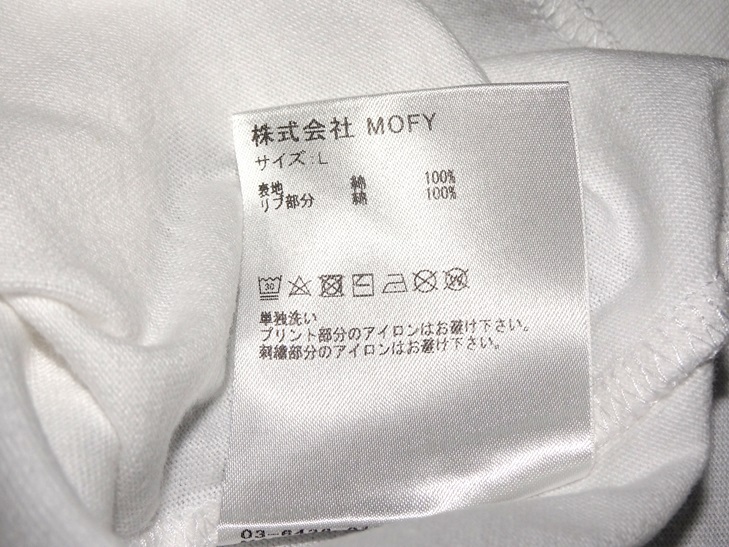 株式会社 MOFY
サイズ:L
表地 綿 100%
リブ部分 綿 100%
30
単独洗い
プリント部分のアイロンはお避け下さい。
刺繍部分のアイロンはお避け下さい。